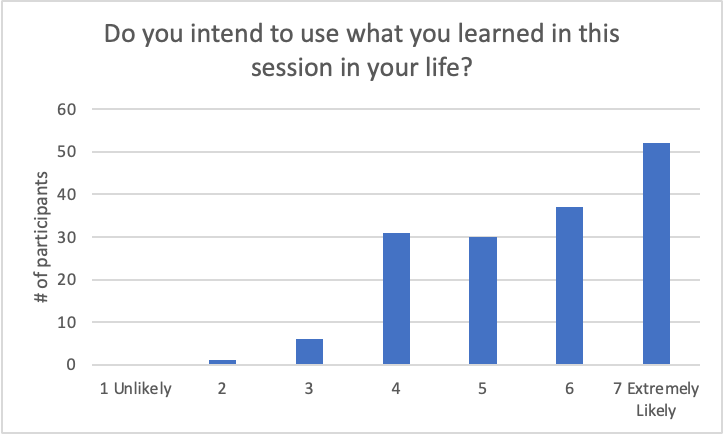 Do you intend to use what you learned in this
session in your life?
# of participants
60
50
40
30
20
10
0
1 Unlikely
2
3
4
5
6
7 Extremely
Likely